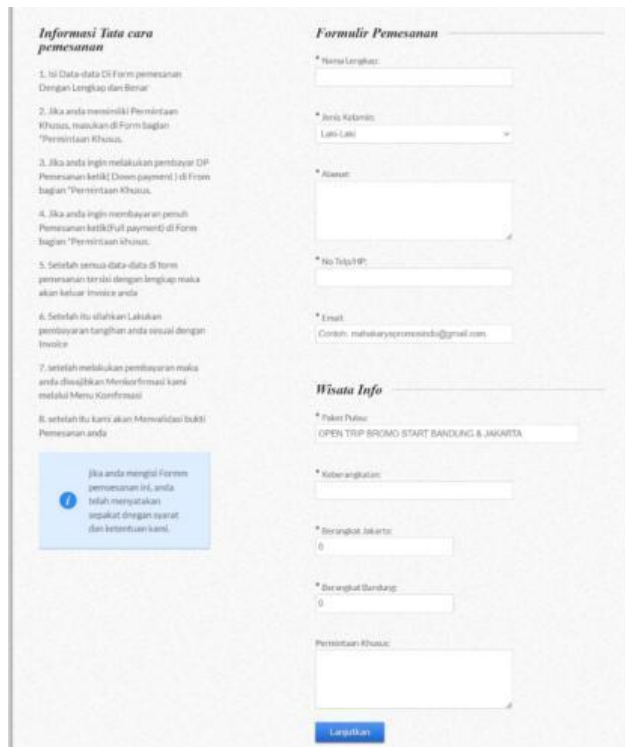 Informasi Tata cara
pemesanan
1. Isi Data-data Di Form pemesanan
Dengan Lengkap dan Benar
2. Jika anda memimiliki Permintaan
Khusus, masukan di Form bagian
"Permintaan Khusus.
3. Jika anda ingin melakukan pembayar DP
Pemesanan ketik( Down payment ) di From
bagian "Permintaan Khusus.
4. Jika anda ingin membayaran penuh
Pemesanan ketik(Full payment) di Form
bagian "Permintaan khusus.
5. Setelah semua data-data di form
pemesanan tersisi dengan lengkap maka
akan keluar Invoice anda
6. Setelah itu silahkan Lakukan
pembayaran tangihan anda sesuai dengan
Invoice
7. setelah melakukan pembayaran maka
anda diwajibkan Menkorfirmasi kami
melalui Menu Komfirmasi
8. setelah itu kami akan Memvalidasi bukti
Pemesanan anda
jika anda mengisi Formm
pemoesanan ini, anda
telah menyatakan
sepakat dnegan syarat
dan ketentuan kami.
Formulir Pemesanan
* Nama Lengkap:
* Jenis Kelamin:
Laki-Laki
* Alamat:
* No Telp/HP:
* Email:
Contoh: mahakaryapromosindo@gmail.com
Wisata Info
* Paket Pulau:
OPEN TRIP BROMO START BANDUNG & JAKARTA
* Keberangkatan:
* Berangkat Jakarta:
0
* Berangkat Bandung:
0
Permintaan Khusus:
Lanjutkan